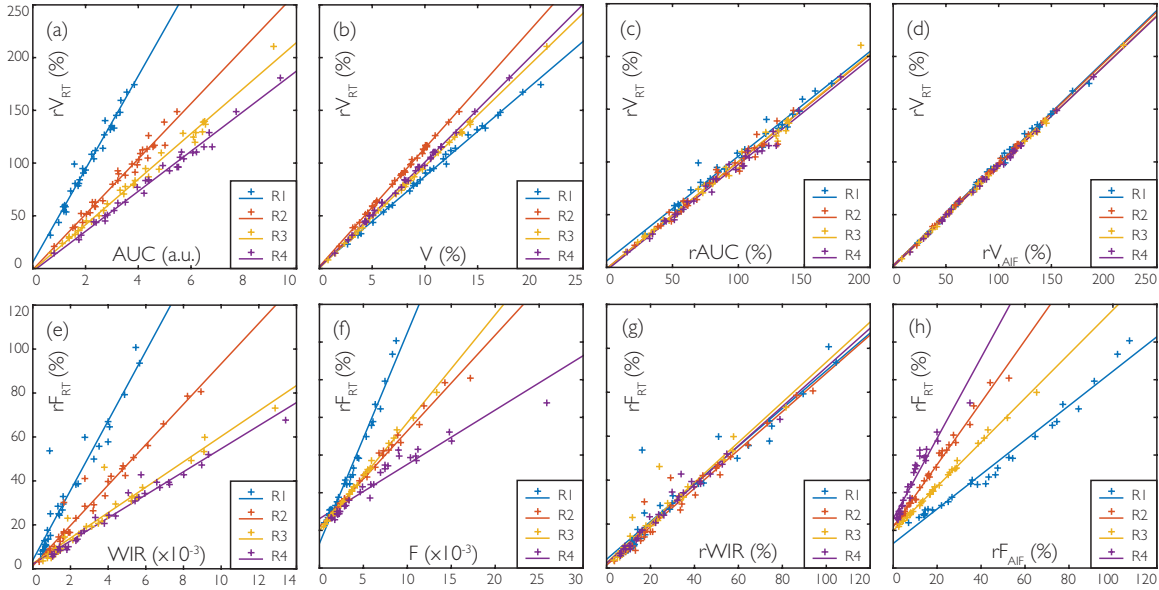 (a)
rV_RT (%)
250
200
150
100
50
0
0 2 4 6 8 10
AUC (a.u.)
R1
R2
R3
R4
(b)
rV_RT (%)
0 5 10 15 20 25
V (%)
R1
R2
R3
R4
(c)
rV_RT (%)
0 50 100 150 200
rAUC (%)
R1
R2
R3
R4
(d)
rV_RT (%)
0 50 100 150 200 250
rV_AIF (%)
R1
R2
R3
R4
(e)
rF_RT (%)
120
100
80
60
40
20
0
0 2 4 6 8 10 12 14
WIR (×10-3)
R1
R2
R3
R4
(f)
rF_RT (%)
0 10 20 30
F (×10-3)
R1
R2
R3
R4
(g)
rF_RT (%)
0 20 40 60 80 100 120
rWIR (%)
R1
R2
R3
R4
(h)
rF_RT (%)
0 20 40 60 80 100 120
rF_AIF (%)
R1
R2
R3
R4